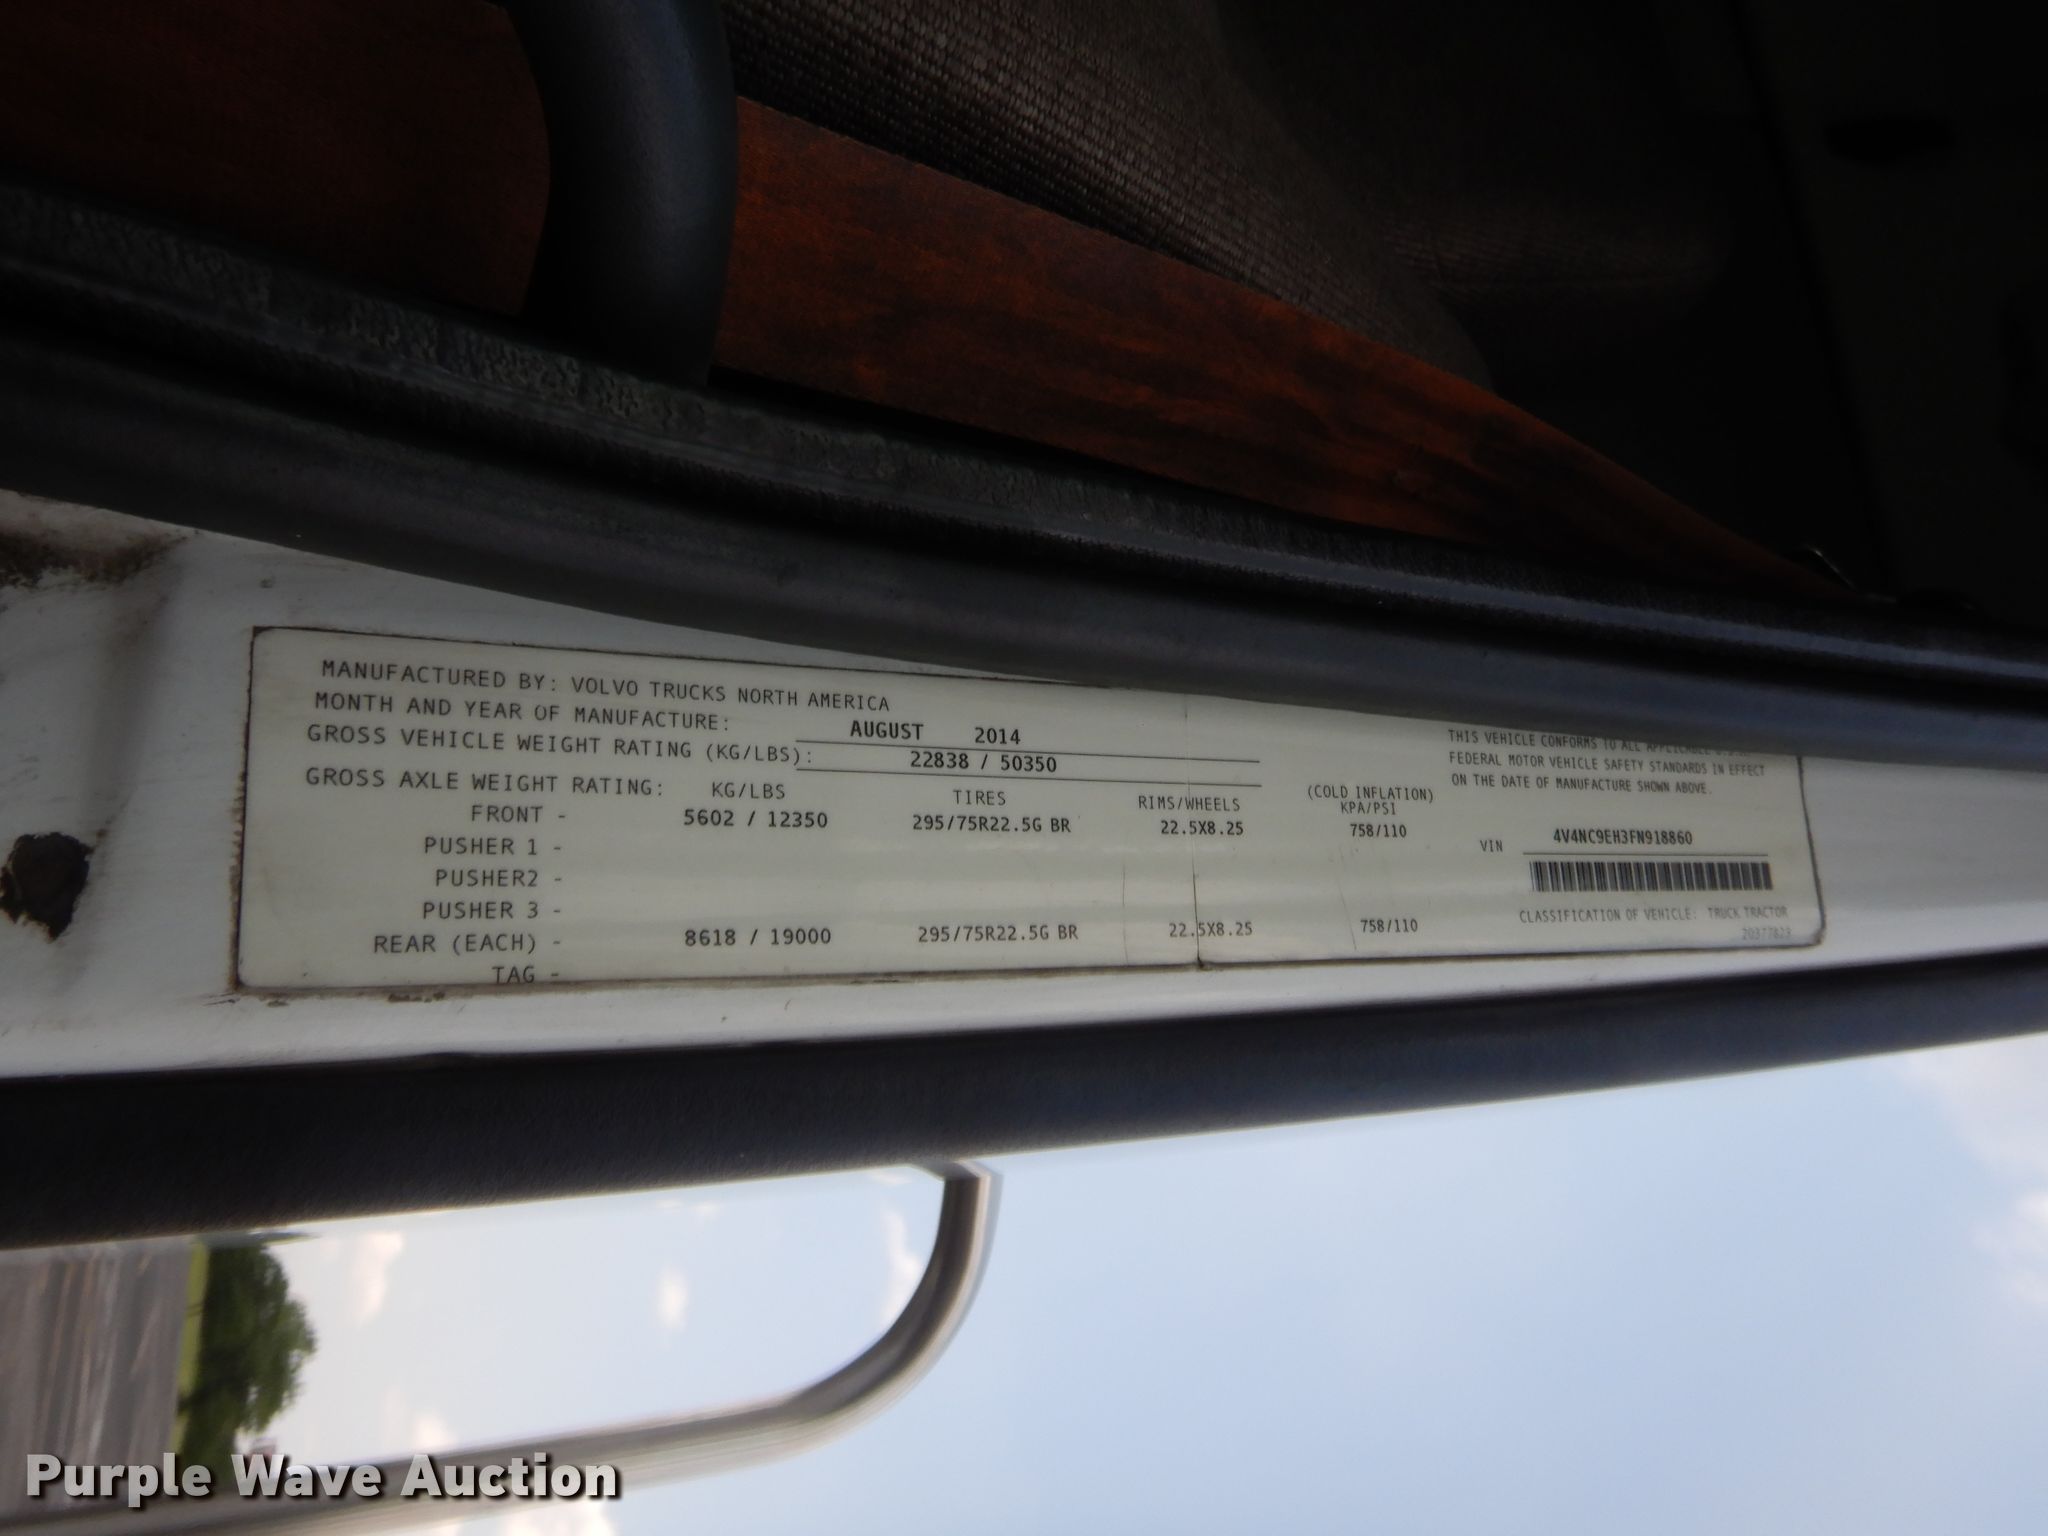 MANUFACTURED BY: VOLVO TRUCKS NORTH AMERICA
MONTH AND YEAR OF MANUFACTURE: AUGUST 2014
GROSS VEHICLE WEIGHT RATING (KG/LBS): 22838 / 50350
GROSS AXLE WEIGHT RATING: KG/LBS TIRES RIMS/WHEELS (COLD INFLATION) KPA/PSI
FRONT - 5602 / 12350 295/75R22.5G BR 22.5X8.25 758/110
PUSHER 1 -
PUSHER2 -
PUSHER 3 -
REAR (EACH) - 8618 / 19000 295/75R22.5G BR 22.5X8.25 758/110
TAG -
THIS VEHICLE CONFORMS TO ALL APPLICABLE U.S.
FEDERAL MOTOR VEHICLE SAFETY STANDARDS IN EFFECT
ON THE DATE OF MANUFACTURE SHOWN ABOVE.
VIN 4V4NC9EH3FN918860
CLASSIFICATION OF VEHICLE: TRUCK TRACTOR
20377823
Purple Wave Auction